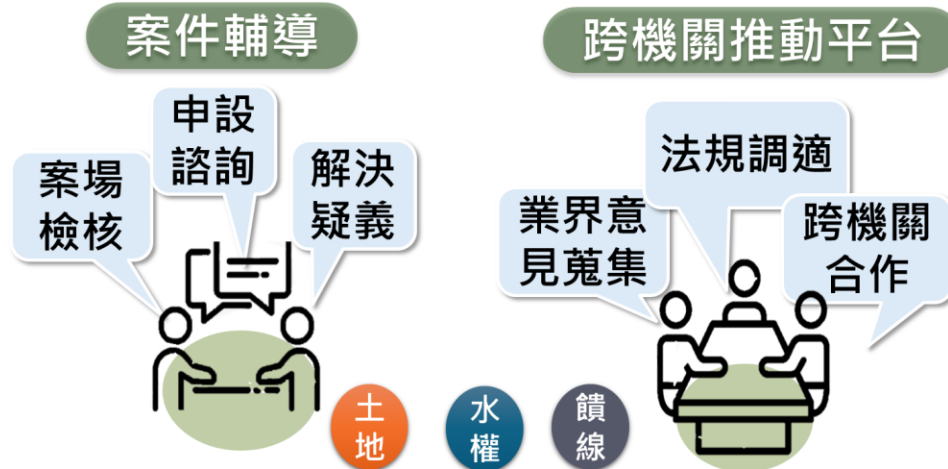 案件輔導
案場
檢核
申設
諮詢
解決
疑義
跨機關推動平台
業界意
見蒐集
法規調適
跨機關
合作
土
地
水
權
饋
線